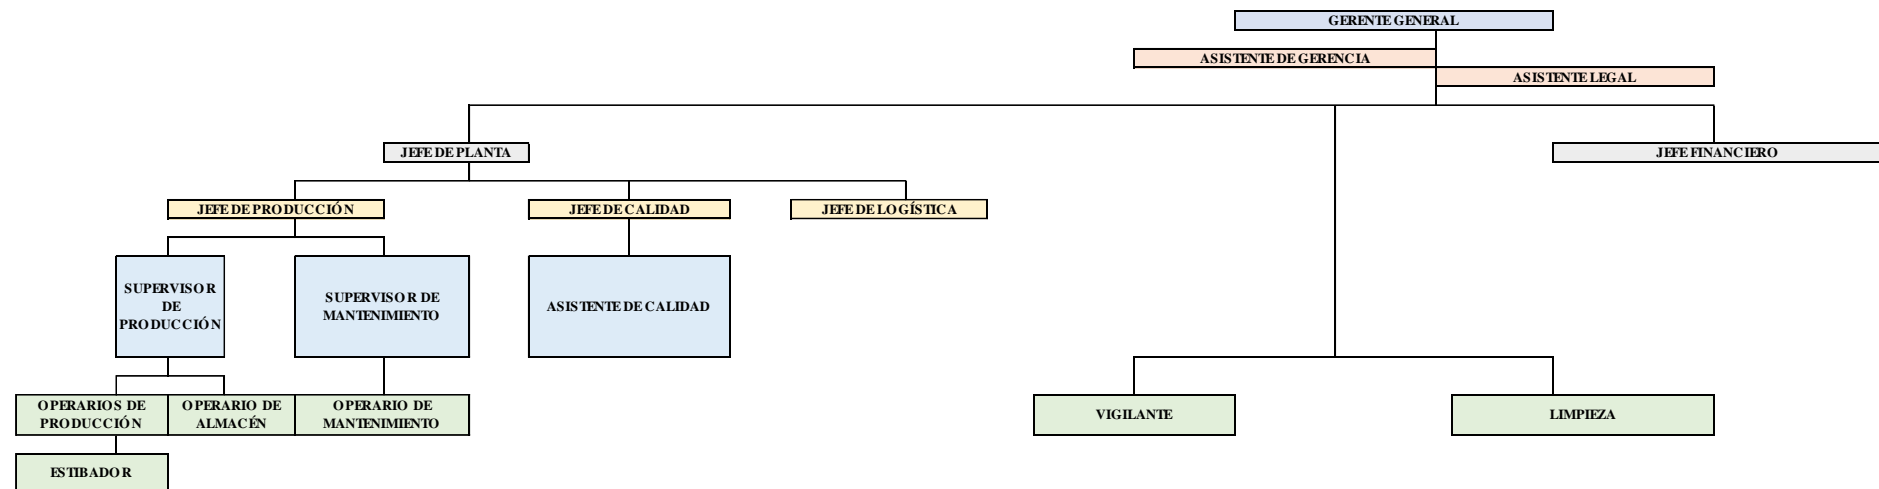 GERENTE GENERAL
ASISTENTE DE GERENCIA
ASISTENTE LEGAL
JEFE DE PLANTA
JEFE FINANCIERO
JEFE DE PRODUCCIÓN
JEFE DE CALIDAD
JEFE DE LOGÍSTICA
SUPERVISOR
DE
PRODUCCIÓN
SUPERVISOR DE
MANTENIMIENTO
ASISTENTE DE CALIDAD
OPERARIOS DE
PRODUCCIÓN
OPERARIO DE
ALMACÉN
OPERARIO DE
MANTENIMIENTO
VIGILANTE
LIMPIEZA
ESTIBADOR